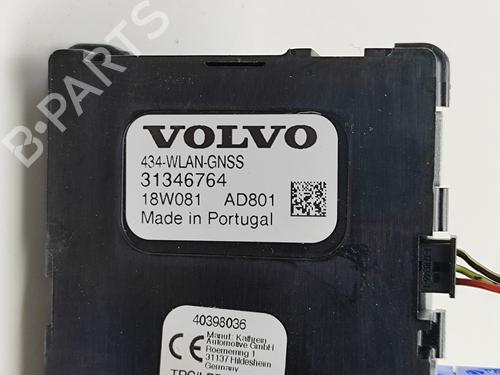 B-PARTS
VOLVO
434-WLAN-GNSS
31346764
18W081 AD801
Made in Portugal
40398036
CE
Manuf.: Kathrein
Automotive GmbH
Roemerring 1
31137 Hildesheim
Germany